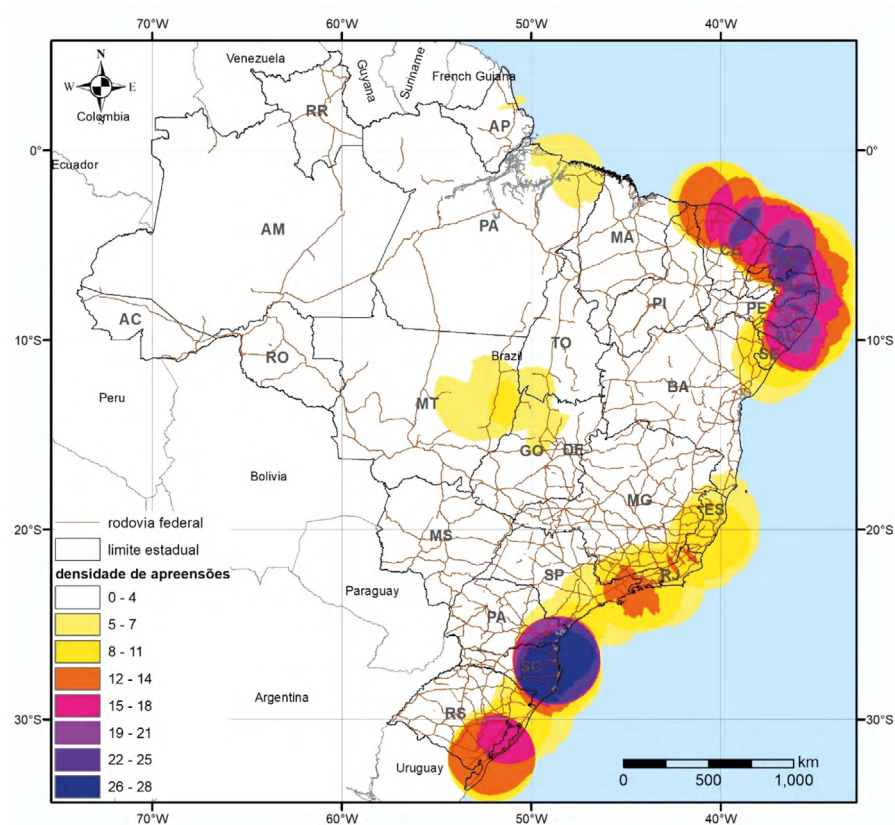 70°W 60°W 50°W 40°W
N
W E
S
Venezuela
Guyana
Suriname
French Guiana
Colombia
RR
AP
0° 0°
Ecuador
AM
PA
MA
CE
PI
PE
AL
SE
AC
RO
TO
10°S 10°S
Brazil
BA
Peru
MT
GO
DF
Bolivia
MG
ES
20°S 20°S
MS
SP
RJ
Paraguay
PA
SC
Argentina
RS
30°S 30°S
Uruguay
rodovia federal
limite estadual
densidade de apreensões
0 - 4
5 - 7
8 - 11
12 - 14
15 - 18
19 - 21
22 - 25
26 - 28
km
0 500 1,000
70°W 60°W 50°W 40°W